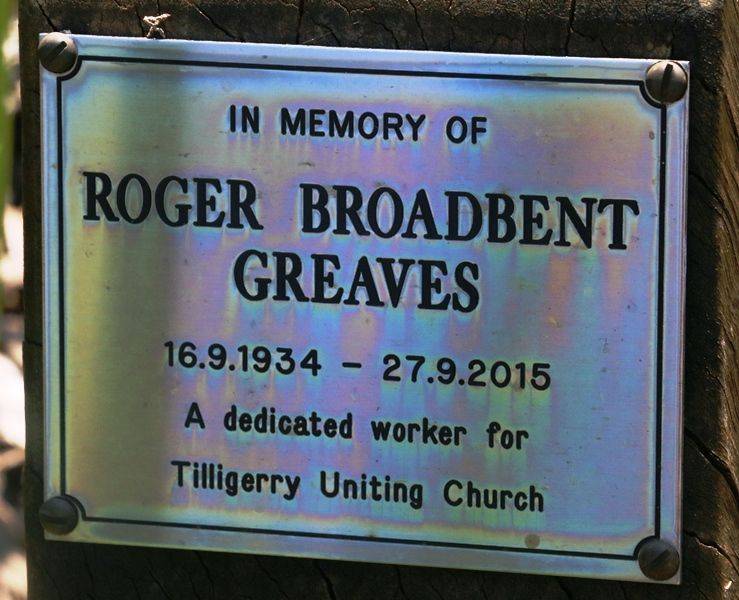 IN MEMORY OF
ROGER BROADBENT
GREAVES
16.9.1934 - 27.9.2015
A dedicated worker for
Tilligerry Uniting Church